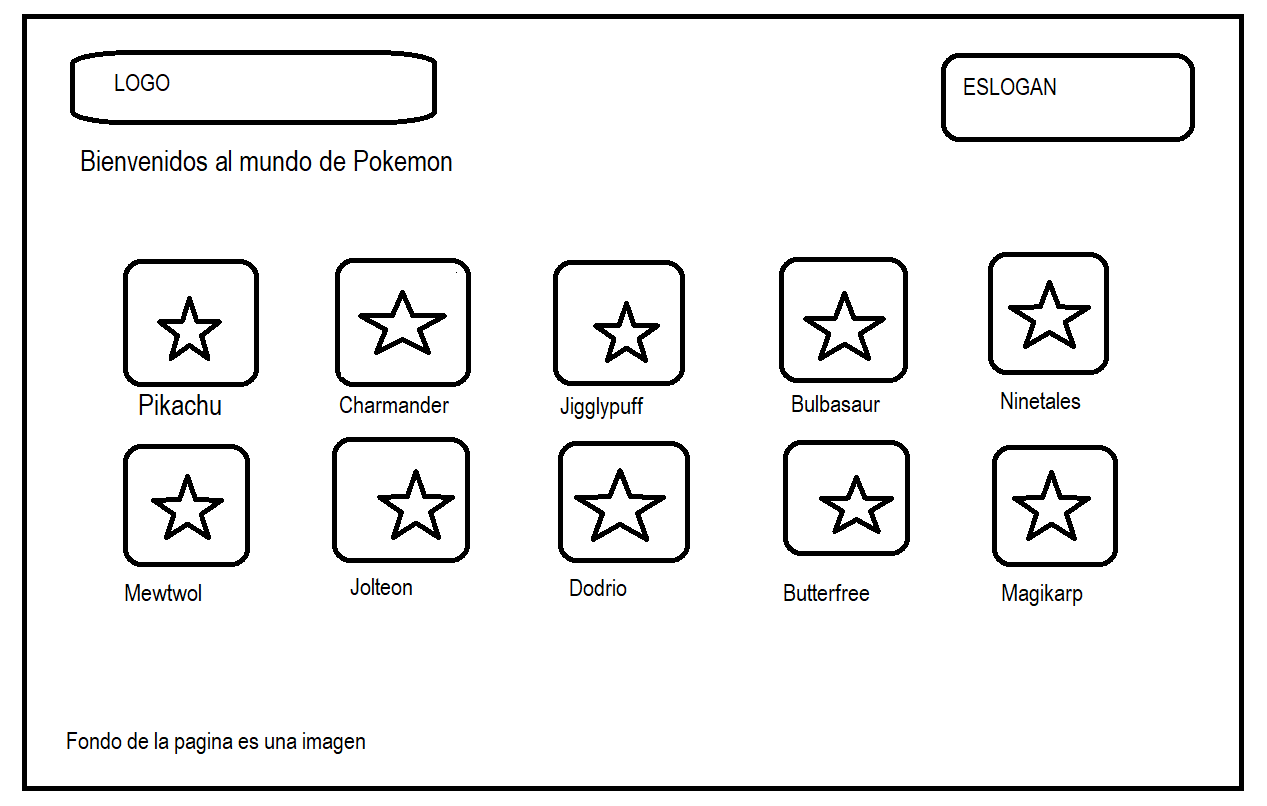 LOGO
ESLOGAN
Bienvenidos al mundo de Pokemon
Pikachu
Charmander
Jigglypuff
Bulbasaur
Ninetales
Mewtwol
Jolteon
Dodrio
Butterfree
Magikarp
Fondo de la pagina es una imagen